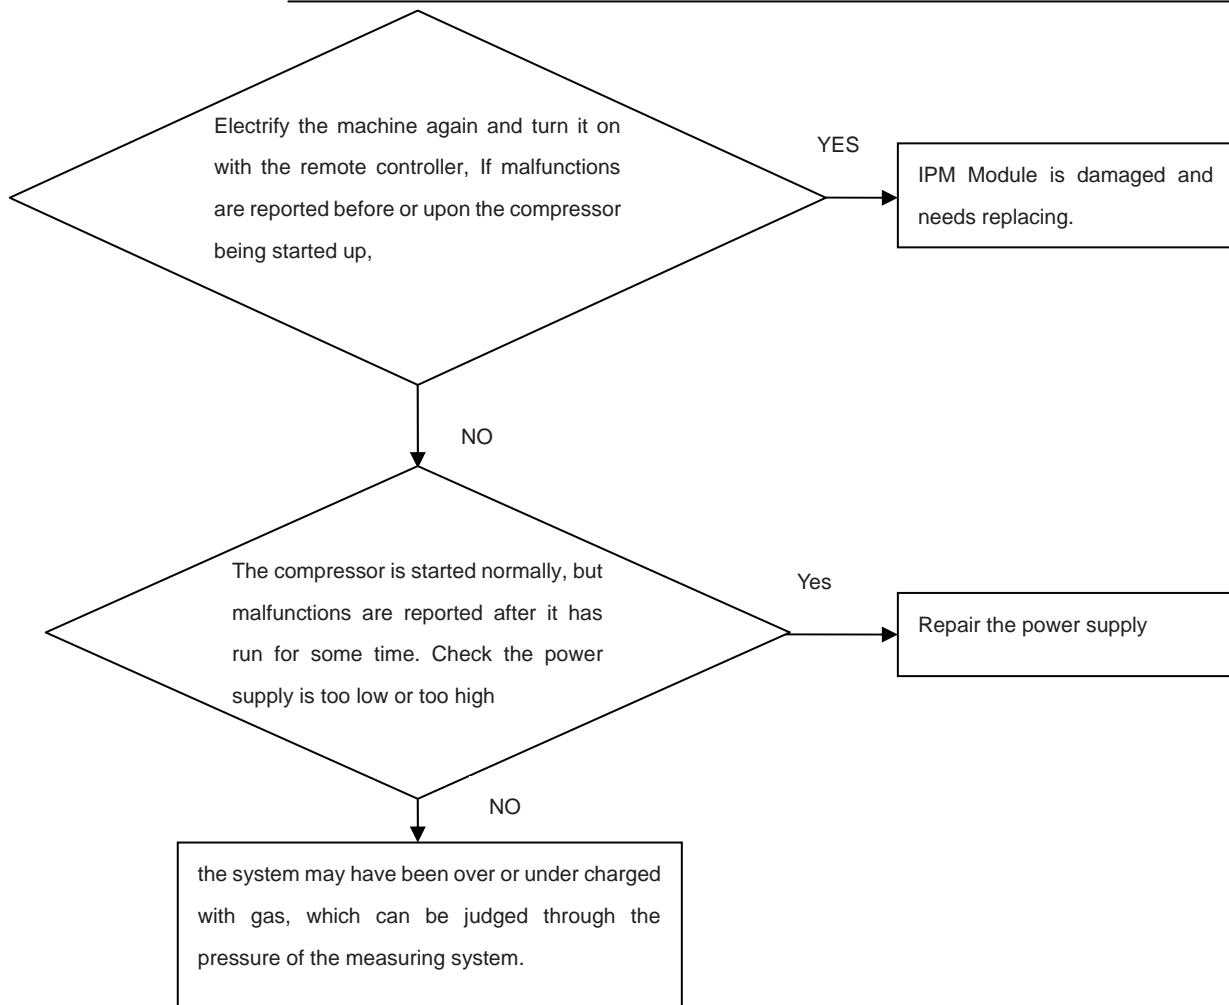 Electrify the machine again and turn it on
with the remote controller, If malfunctions
are reported before or upon the compressor
being started up,
YES
IPM Module is damaged and
needs replacing.
NO
The compressor is started normally, but
malfunctions are reported after it has
run for some time. Check the power
supply is too low or too high
Yes
Repair the power supply
NO
the system may have been over or under charged
with gas, which can be judged through the
pressure of the measuring system.